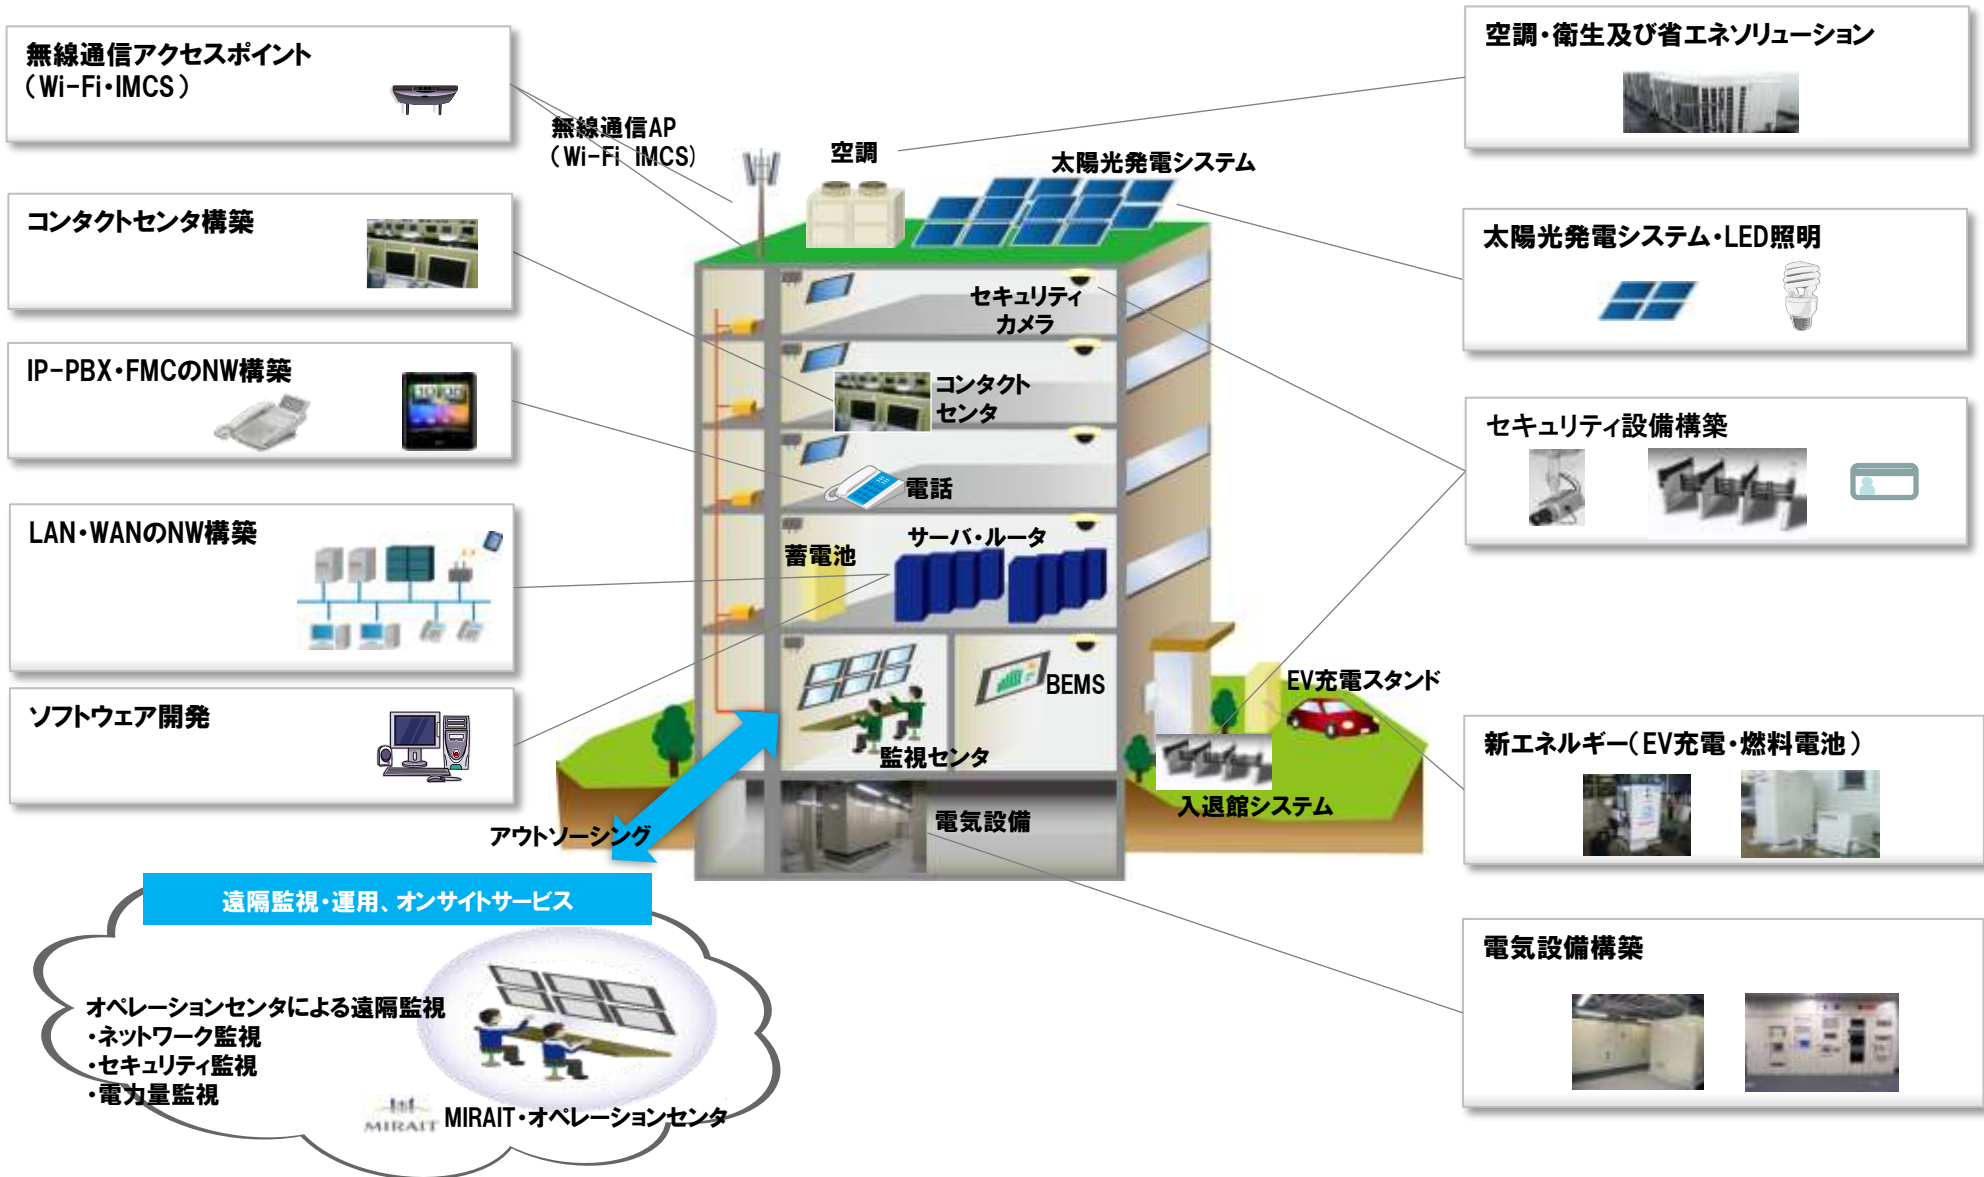 無線通信アクセスポイント
（Wi-Fi・IMCS）
コンタクトセンタ構築
IP-PBX・FMCのNW構築
LAN・WANのNW構築
ソフトウェア開発
無線通信AP
（Wi-Fi IMCS）
空調
太陽光発電システム
セキュリティ
カメラ
コンタクト
センタ
電話
サーバ・ルータ
蓄電池
BEMS
監視センタ
EV充電スタンド
入退館システム
電気設備
アウトソーシング
空調・衛生及び省エネソリューション
太陽光発電システム・LED照明
セキュリティ設備構築
新エネルギー（EV充電・燃料電池）
電気設備構築
遠隔監視・運用、オンサイトサービス
オペレーションセンタによる遠隔監視
・ネットワーク監視
・セキュリティ監視
・電力量監視
MIRAIT
MIRAIT・オペレーションセンタ